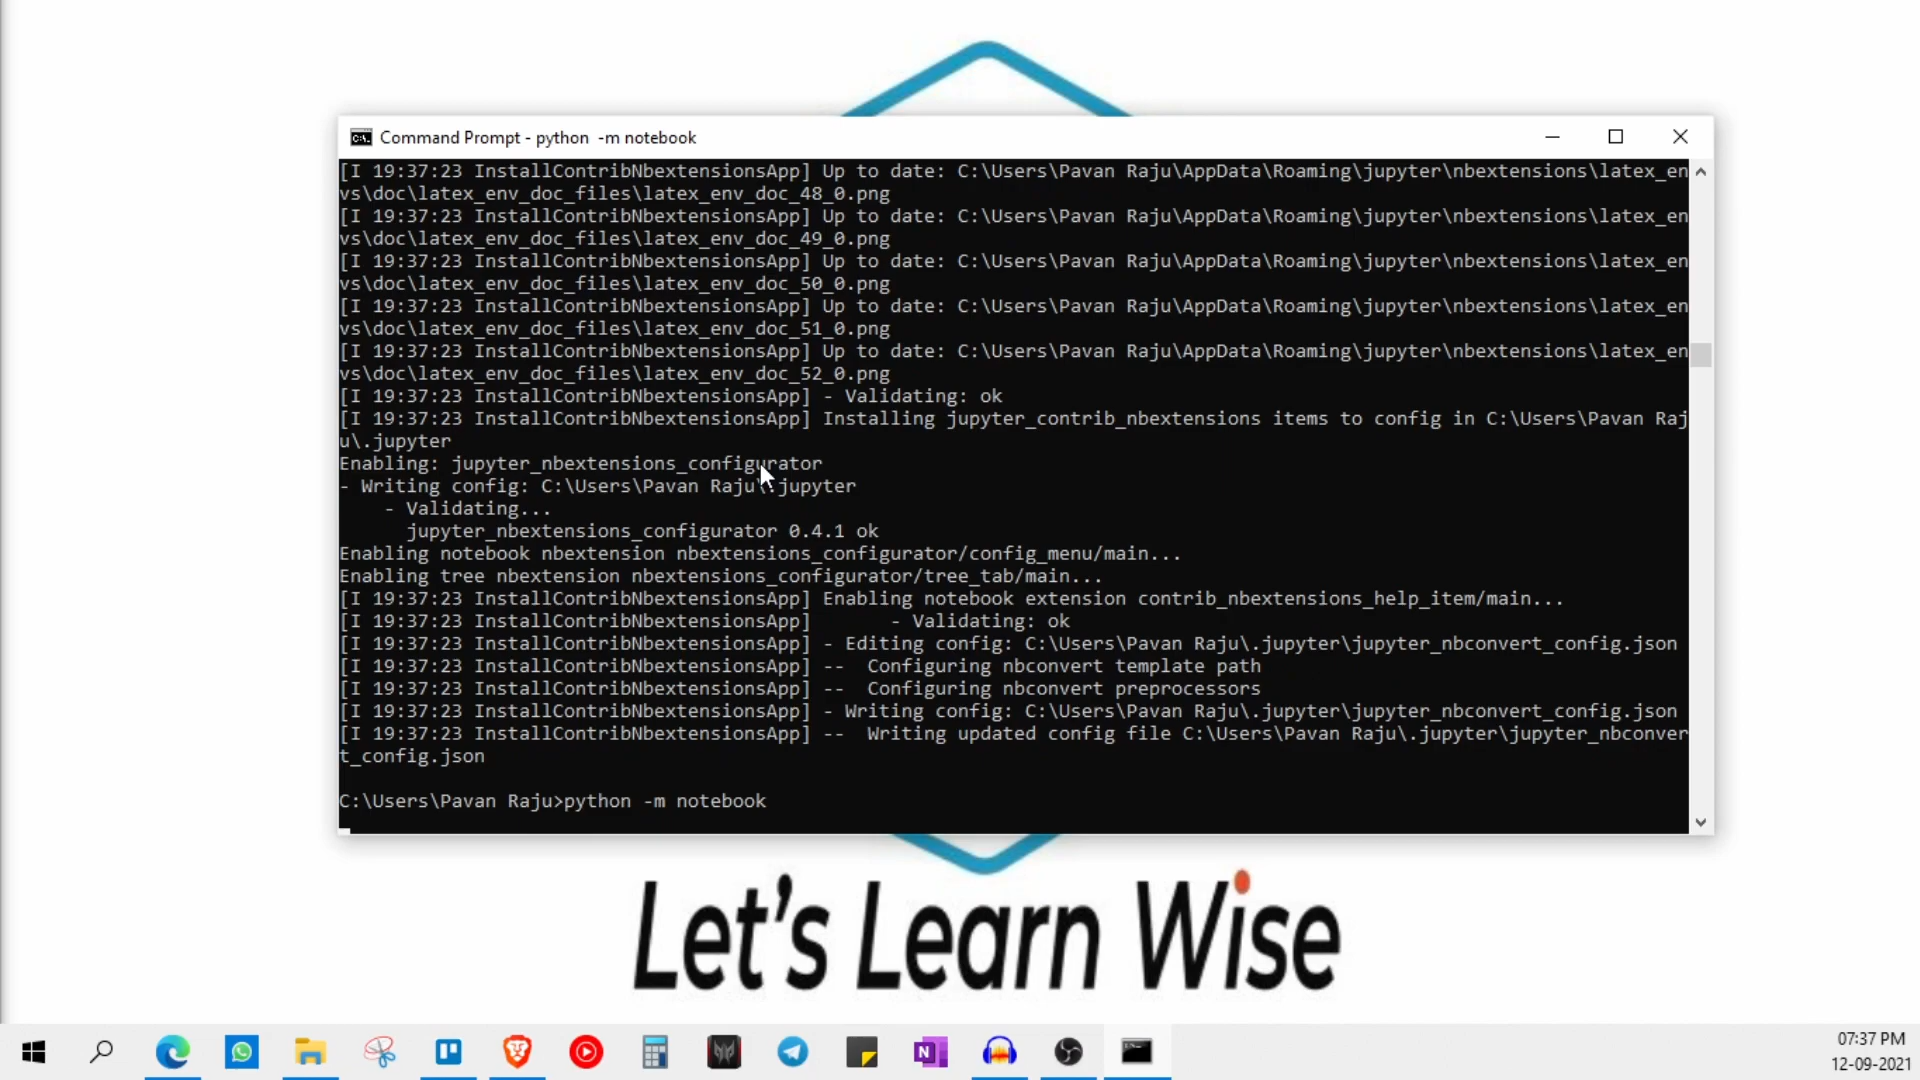 Command Prompt - python  -m notebook
[I 19:37:23 InstallContribNbextensionsApp] Up to date: C:\Users\Pavan Raju\AppData\Roaming\jupyter\nbextensions\latex_en
vs\doc\latex_env_doc_files\latex_env_doc_48_0.png
[I 19:37:23 InstallContribNbextensionsApp] Up to date: C:\Users\Pavan Raju\AppData\Roaming\jupyter\nbextensions\latex_en
vs\doc\latex_env_doc_files\latex_env_doc_49_0.png
[I 19:37:23 InstallContribNbextensionsApp] Up to date: C:\Users\Pavan Raju\AppData\Roaming\jupyter\nbextensions\latex_en
vs\doc\latex_env_doc_files\latex_env_doc_50_0.png
[I 19:37:23 InstallContribNbextensionsApp] Up to date: C:\Users\Pavan Raju\AppData\Roaming\jupyter\nbextensions\latex_en
vs\doc\latex_env_doc_files\latex_env_doc_51_0.png
[I 19:37:23 InstallContribNbextensionsApp] Up to date: C:\Users\Pavan Raju\AppData\Roaming\jupyter\nbextensions\latex_en
vs\doc\latex_env_doc_files\latex_env_doc_52_0.png
[I 19:37:23 InstallContribNbextensionsApp] - Validating: ok
[I 19:37:23 InstallContribNbextensionsApp] Installing jupyter_contrib_nbextensions items to config in C:\Users\Pavan Raj
u\.jupyter
Enabling: jupyter_nbextensions_configurator
- Writing config: C:\Users\Pavan Raju\.jupyter
    - Validating...
      jupyter_nbextensions_configurator 0.4.1 ok
Enabling notebook nbextension nbextensions_configurator/config_menu/main...
Enabling tree nbextension nbextensions_configurator/tree_tab/main...
[I 19:37:23 InstallContribNbextensionsApp] Enabling notebook extension contrib_nbextensions_help_item/main...
[I 19:37:23 InstallContribNbextensionsApp]       - Validating: ok
[I 19:37:23 InstallContribNbextensionsApp] - Editing config: C:\Users\Pavan Raju\.jupyter\jupyter_nbconvert_config.json
[I 19:37:23 InstallContribNbextensionsApp] --  Configuring nbconvert template path
[I 19:37:23 InstallContribNbextensionsApp] --  Configuring nbconvert preprocessors
[I 19:37:23 InstallContribNbextensionsApp] - Writing config: C:\Users\Pavan Raju\.jupyter\jupyter_nbconvert_config.json
[I 19:37:23 InstallContribNbextensionsApp] --  Writing updated config file C:\Users\Pavan Raju\.jupyter\jupyter_nbconver
t_config.json
C:\Users\Pavan Raju>python -m notebook
Let's Learn Wise
07:37 PM
12-09-2021